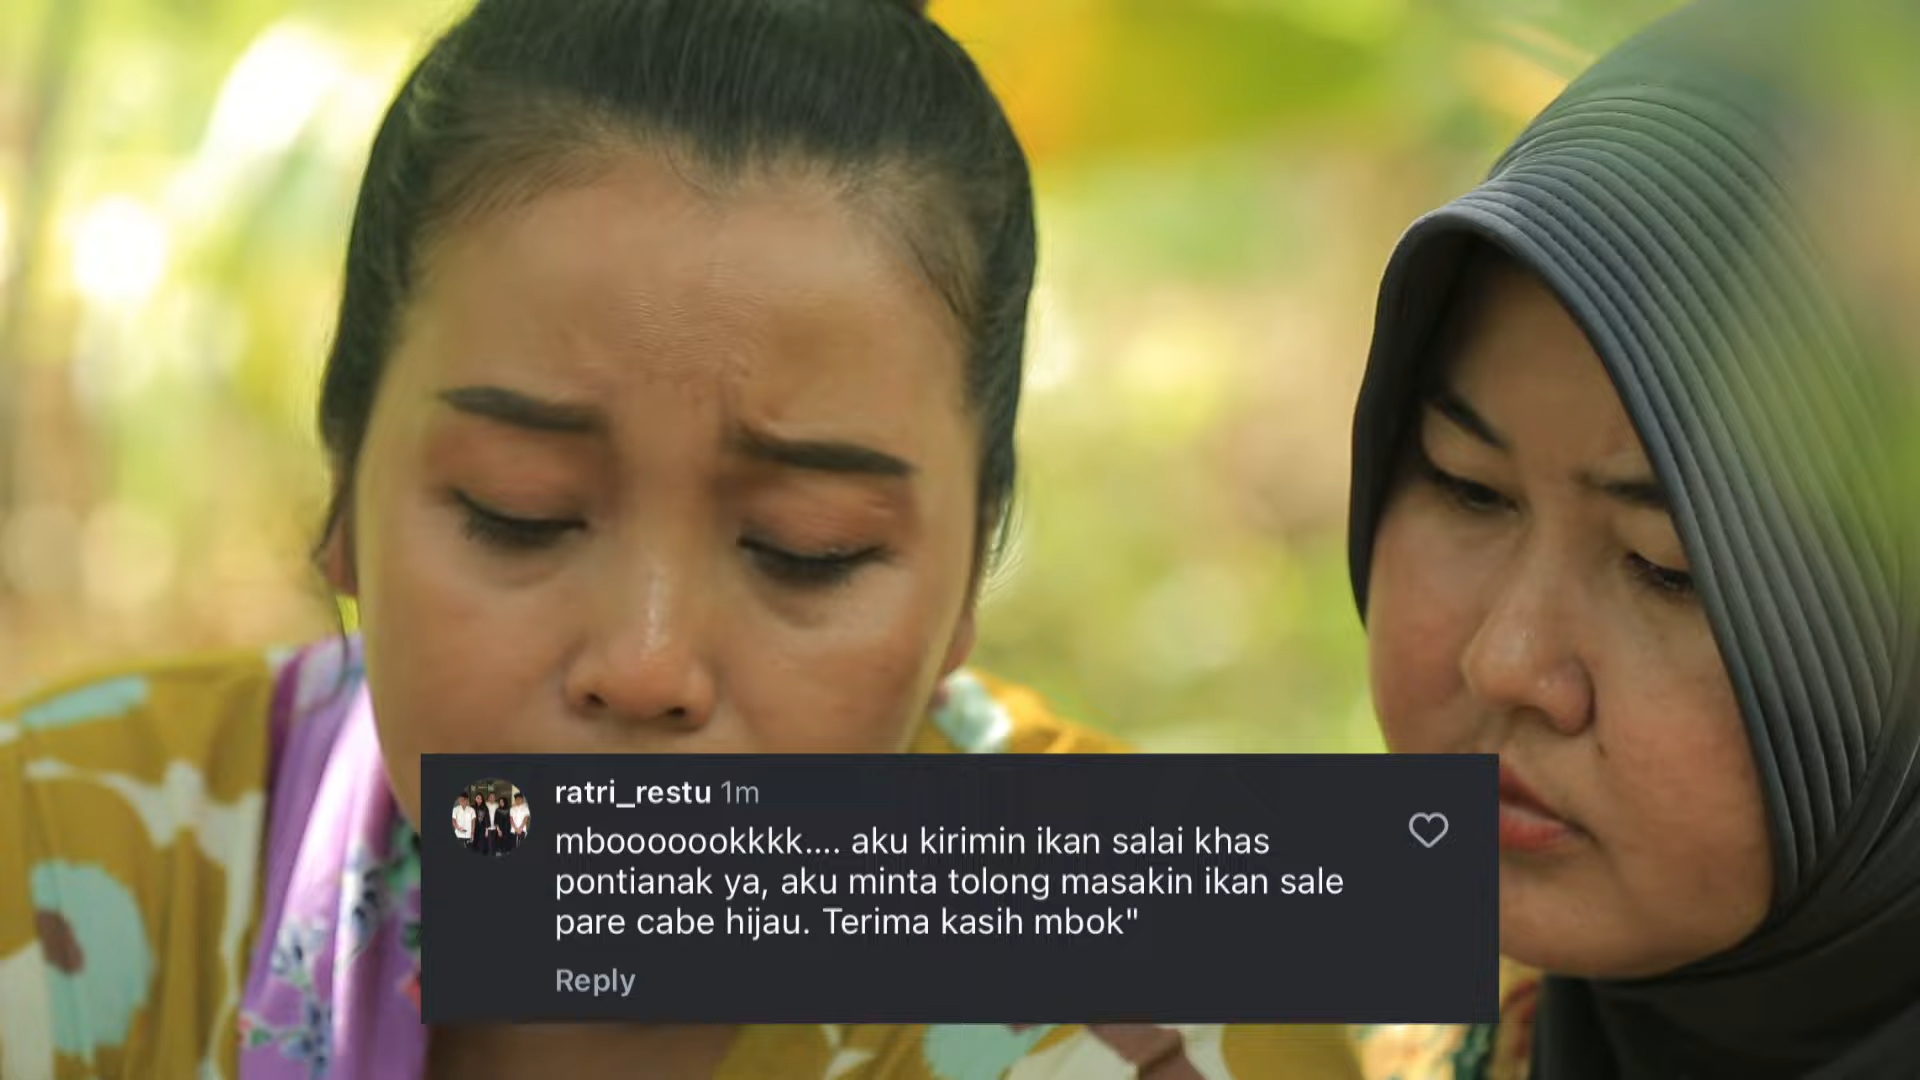 ratri_restu 1m
mbooooookkkk.... aku kirimin ikan salai khas
pontianak ya, aku minta tolong masakin ikan sale
pare cabe hijau. Terima kasih mbok"
Reply